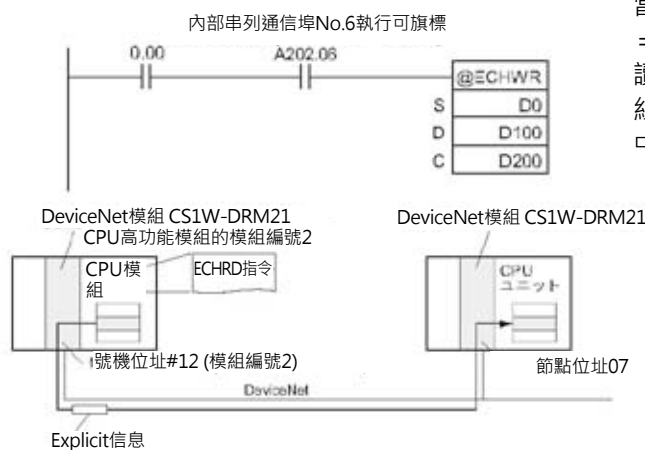 內部串列通信埠No.6執行可旗標
0.00
A202.06
@ECHWR
S D0
D D100
C D200
DeviceNet模組 CS1W-DRM21
CPU高功能模組的模組編號2
CPU模組
ECHRD指令
號機位址#12 (模組編號2)
DeviceNet模組 CS1W-DRM21
CPU
ユニット
節點位址07
DeviceNet
Explicit信息